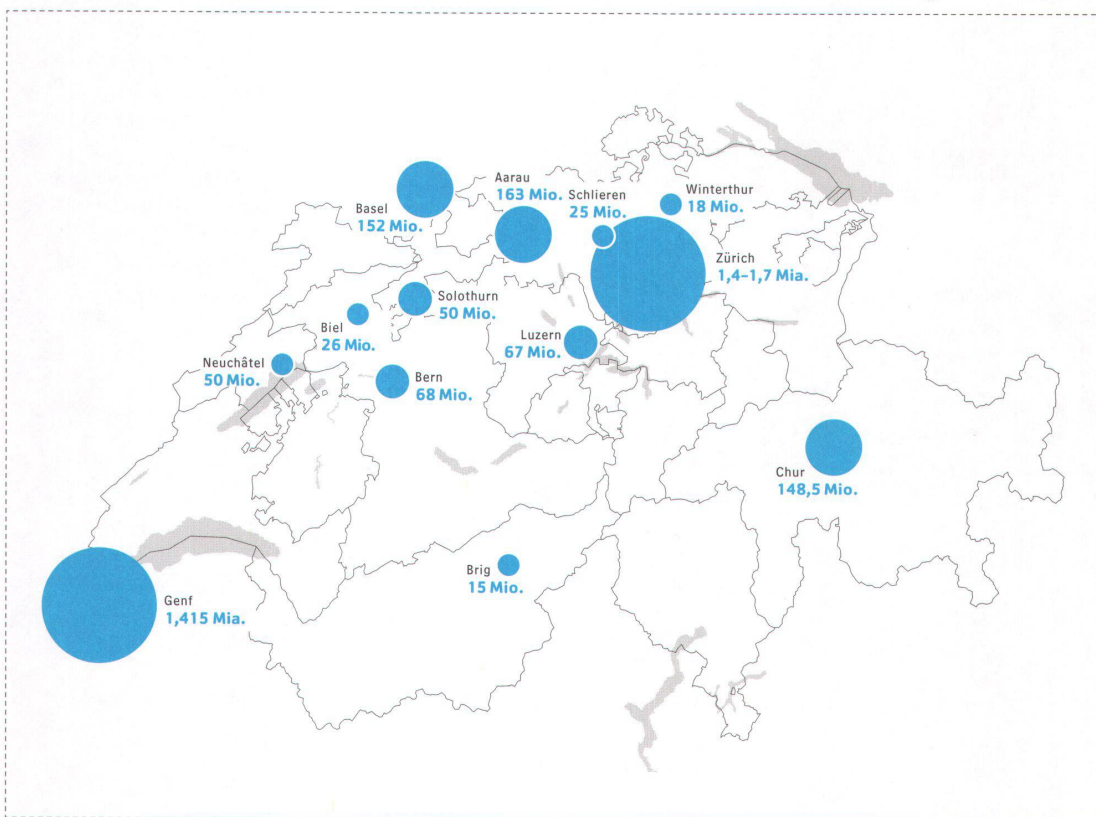 Aarau
163 Mio.
Schlieren
25 Mio.
Winterthur
18 Mio.
Basel
152 Mio.
Zürich
1,4–1,7 Mia.
Solothurn
50 Mio.
Biel
26 Mio.
Luzern
67 Mio.
Neuchâtel
50 Mio.
Bern
68 Mio.
Chur
148,5 Mio.
Brig
15 Mio.
Genf
1,415 Mia.